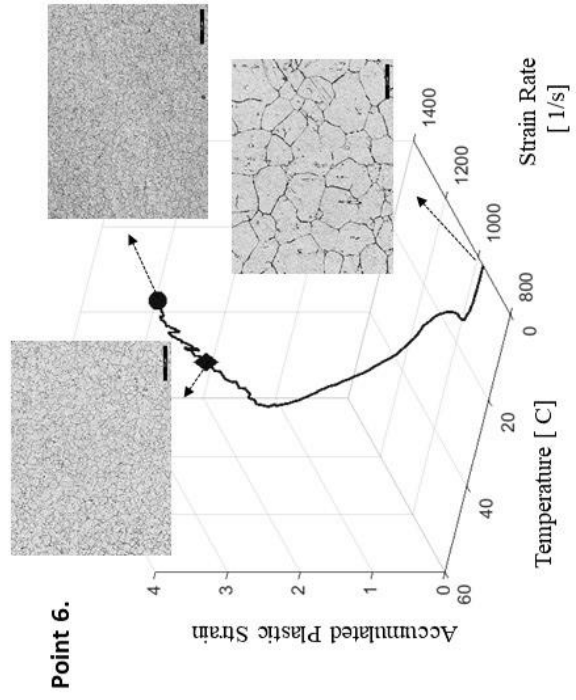 Point 6.
Accumulated Plastic Strain
4
3
2
1
0
60
40
20
0
Temperature [ C]
800
1000
1200
1400
Strain Rate
[ 1/s]